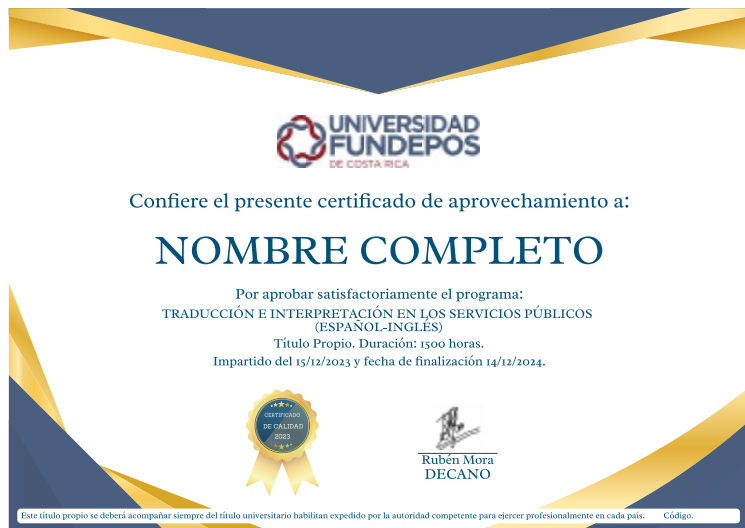 UNIVERSIDAD
FUNDEPOS
DE COSTA RICA
Confiere el presente certificado de aprovechamiento a:
NOMBRE COMPLETO
Por aprobar satisfactoriamente el programa:
TRADUCCIÓN E INTERPRETACIÓN EN LOS SERVICIOS PÚBLICOS
(ESPAÑOL-INGLÉS)
Título Propio. Duración: 1500 horas.
Impartido del 15/12/2023 y fecha de finalización 14/12/2024.
CERTIFICADO
DE CALIDAD
2023
Rubén Mora
DECANO
Este título propio se deberá acompañar siempre del título universitario habilitan expedido por la autoridad competente para ejercer profesionalmente en cada país. Código.